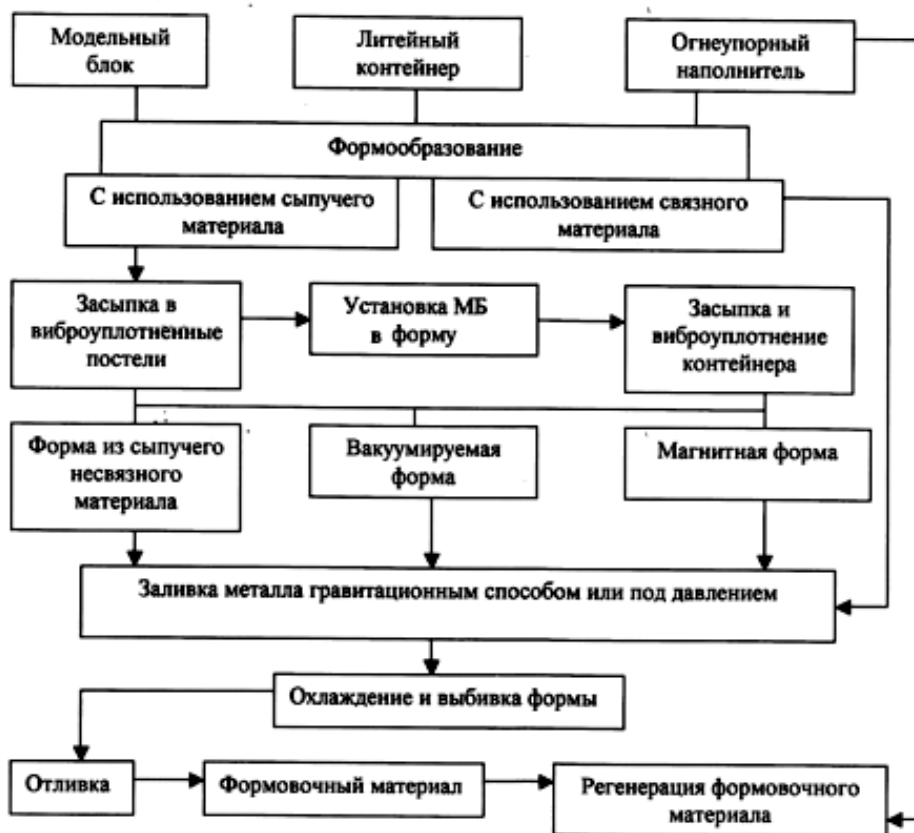 Модельный
блок
Литейный
контейнер
Огнеупорный
наполнитель
Формообразование
С использованием сыпучего
материала
С использованием связного
материала
Засыпка в
виброуплотненные
постели
Установка МБ
в форму
Засыпка и
виброуплотнение
контейнера
Форма из сыпучего
несвязного
материала
Вакуумируемая
форма
Магнитная форма
Заливка металла гравитационным способом или под давлением
Охлаждение и выбивка формы
Отливка
Формовочный материал
Регенерация формовочного
материала